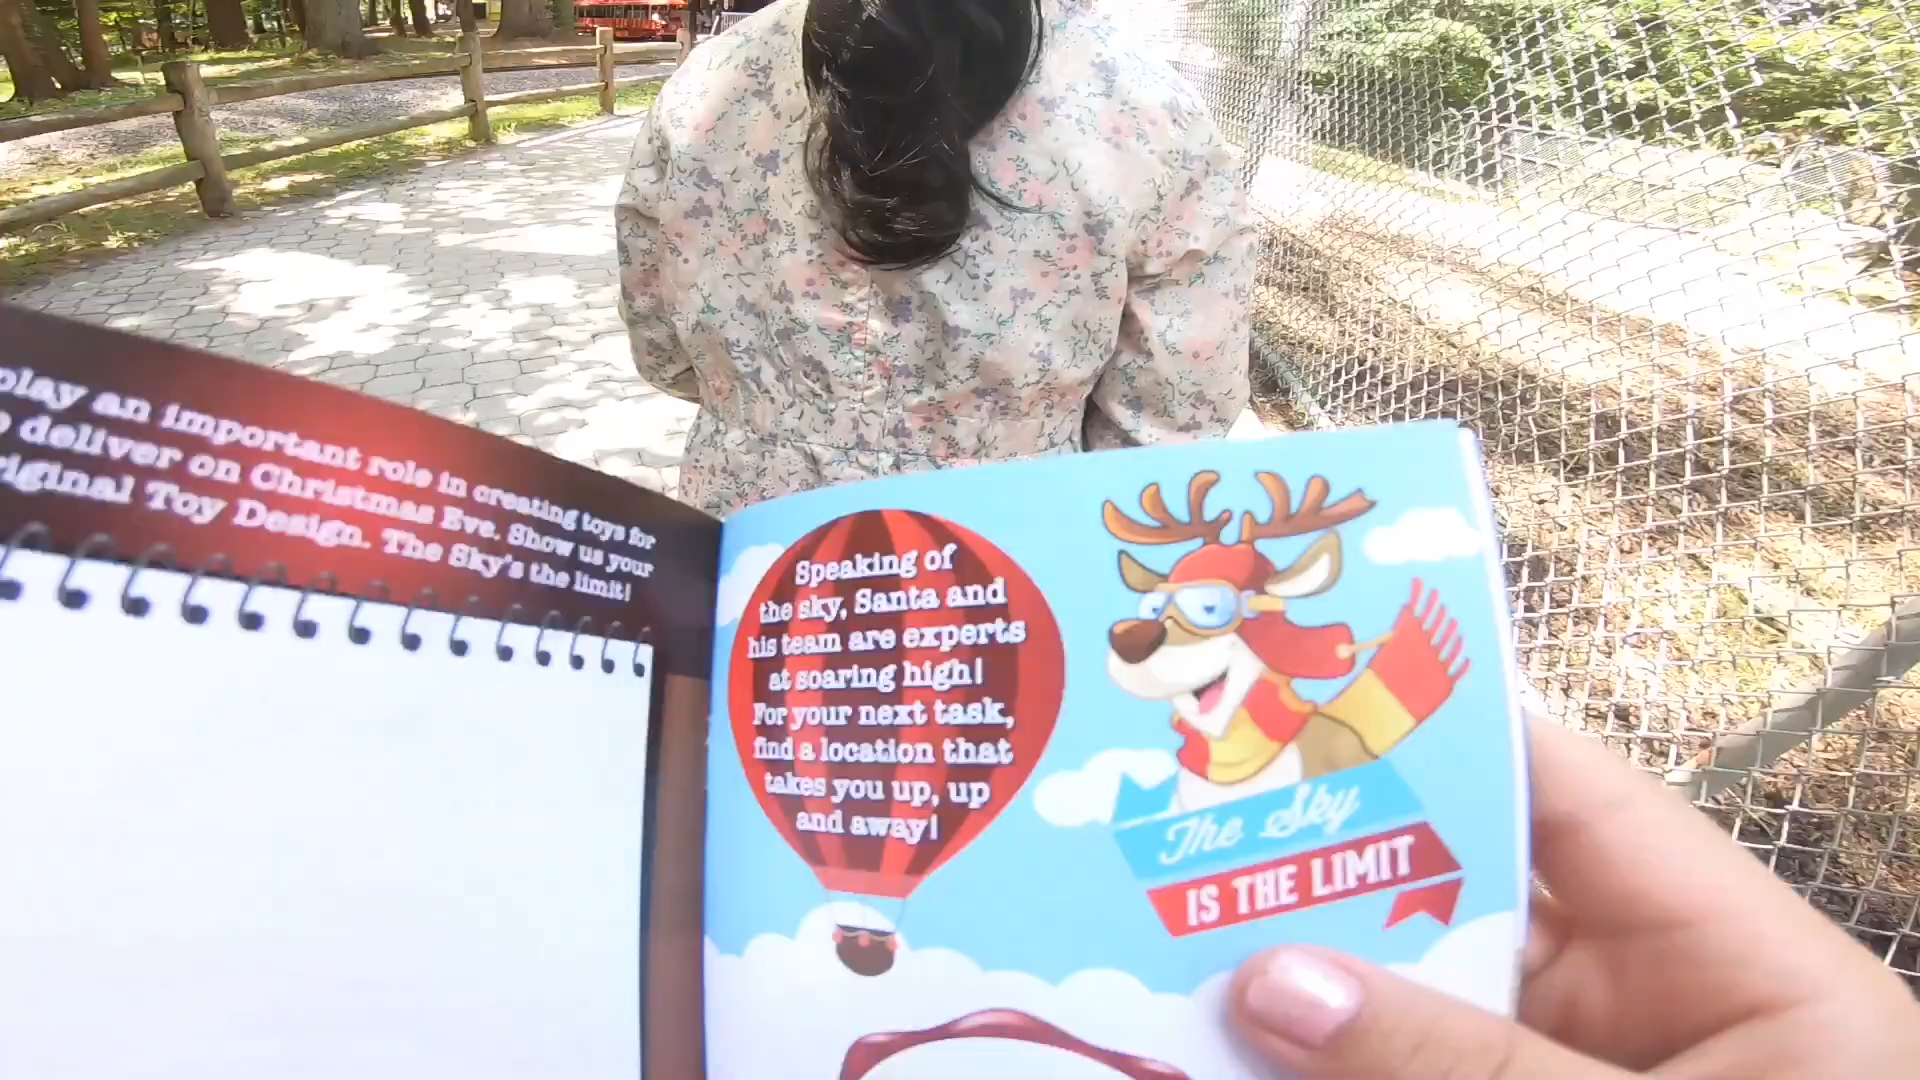 play an important role in creating toys for
deliver on Christmas Eve. Show us your
Toy Design. The Sky's the limit!
Speaking of
the sky, Santa and
his team are experts
at soaring high!
For your next task,
find a location that
takes you up, up
and away!
The Sky
IS THE LIMIT